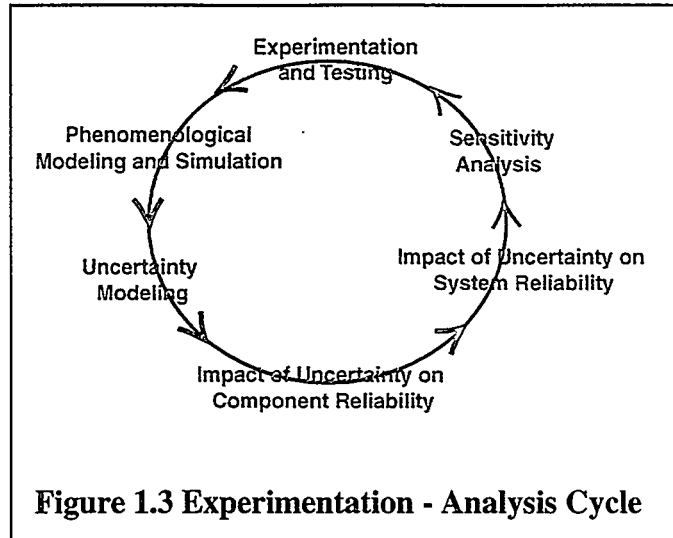 Experimentation
and Testing
Phenomenological
Modeling and Simulation
Sensitivity
Analysis
Uncertainty
Modeling
Impact of Uncertainty on
System Reliability
Impact of Uncertainty on
Component Reliability
Figure 1.3 Experimentation - Analysis Cycle